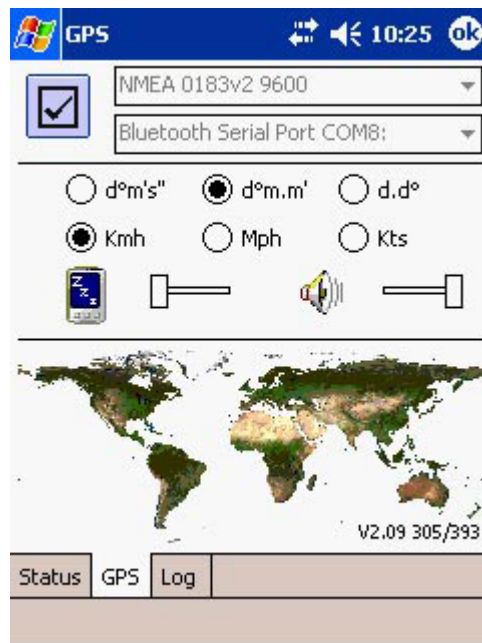 GPS 10:25 ok
NMEA 0183v2 9600
Bluetooth Serial Port COM8:
d°m's" d°m.m' d.d°
Kmh Mph Kts
z z z
V2.09 305/393
Status GPS Log